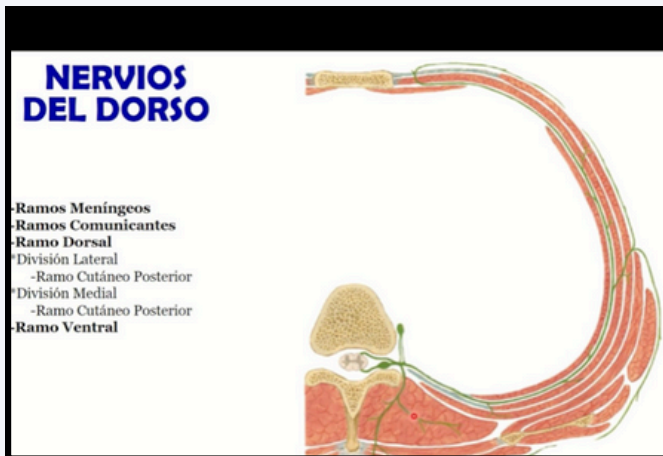 NERVIOS
DEL DORSO
-Ramos Meníngeos
-Ramos Comunicantes
-Ramo Dorsal
*División Lateral
-Ramo Cutáneo Posterior
*División Medial
-Ramo Cutáneo Posterior
-Ramo Ventral